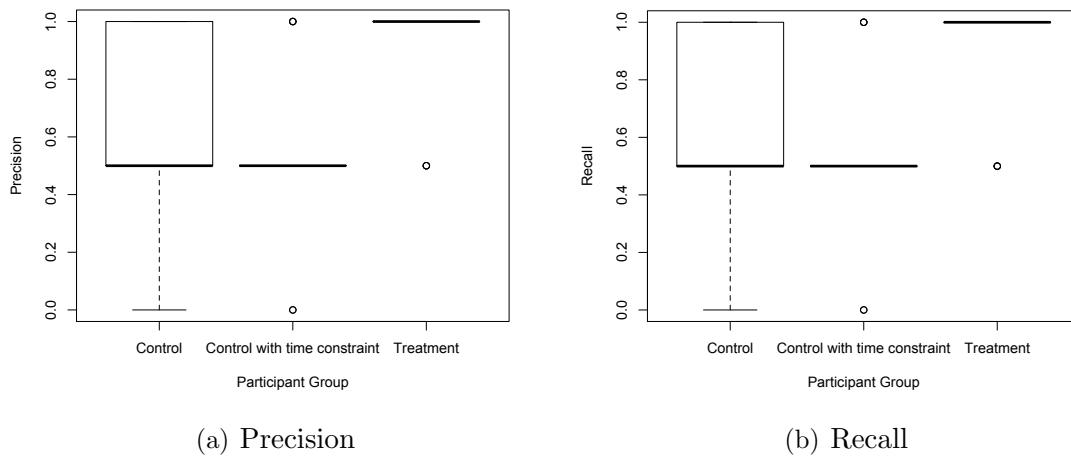 Precision
1.0
0.8
0.6
0.4
0.2
0.0
Control Control with time constraint Treatment
Participant Group
(a) Precision
Recall
1.0
0.8
0.6
0.4
0.2
0.0
Control Control with time constraint Treatment
Participant Group
(b) Recall